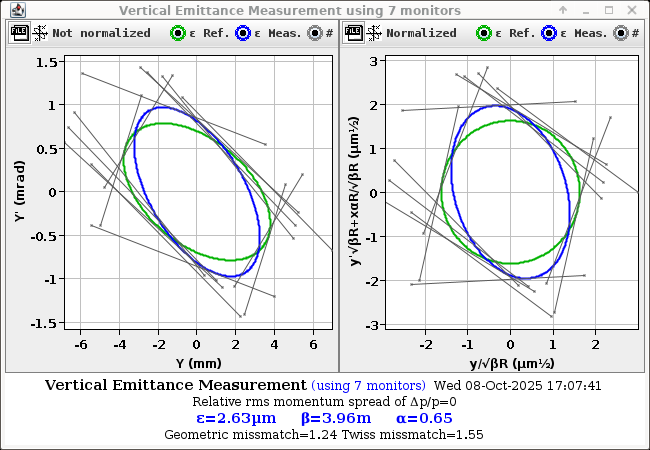 Vertical Emittance Measurement using 7 monitors
FILE Not normalized ε Ref. ε Meas. #
FILE Normalized ε Ref. ε Meas. #
Y' (mrad)
1.5
1
0.5
0
-0.5
-1
-1.5
-6 -4 -2 0 2 4 6
Y (mm)
y'√βR+xαR/√βR (µm½)
3
2
1
0
-1
-2
-3
-2 -1 0 1 2
y/√βR (µm½)
Vertical Emittance Measurement (using 7 monitors) Wed 08-Oct-2025 17:07:41
Relative rms momentum spread of Δp/p=0
ε=2.63µm β=3.96m α=0.65
Geometric missmatch=1.24 Twiss missmatch=1.55